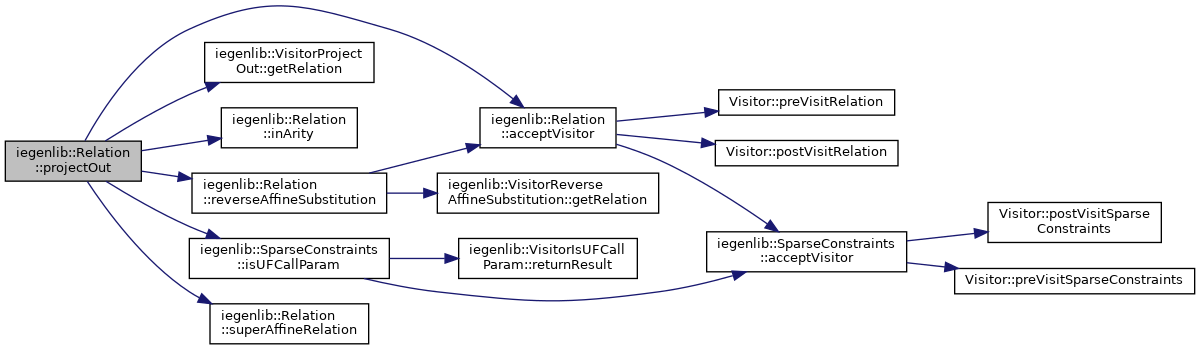 iegenlib::Relation
::projectOut
iegenlib::VisitorProject
Out::getRelation
iegenlib::Relation
::inArity
iegenlib::Relation
::reverseAffineSubstitution
iegenlib::SparseConstraints
::isUFCallParam
iegenlib::Relation
::superAffineRelation
iegenlib::Relation
::acceptVisitor
iegenlib::VisitorReverse
AffineSubstitution::getRelation
iegenlib::VisitorIsUFCall
Param::returnResult
Visitor::preVisitRelation
Visitor::postVisitRelation
iegenlib::SparseConstraints
::acceptVisitor
Visitor::postVisitSparse
Constraints
Visitor::preVisitSparseConstraints